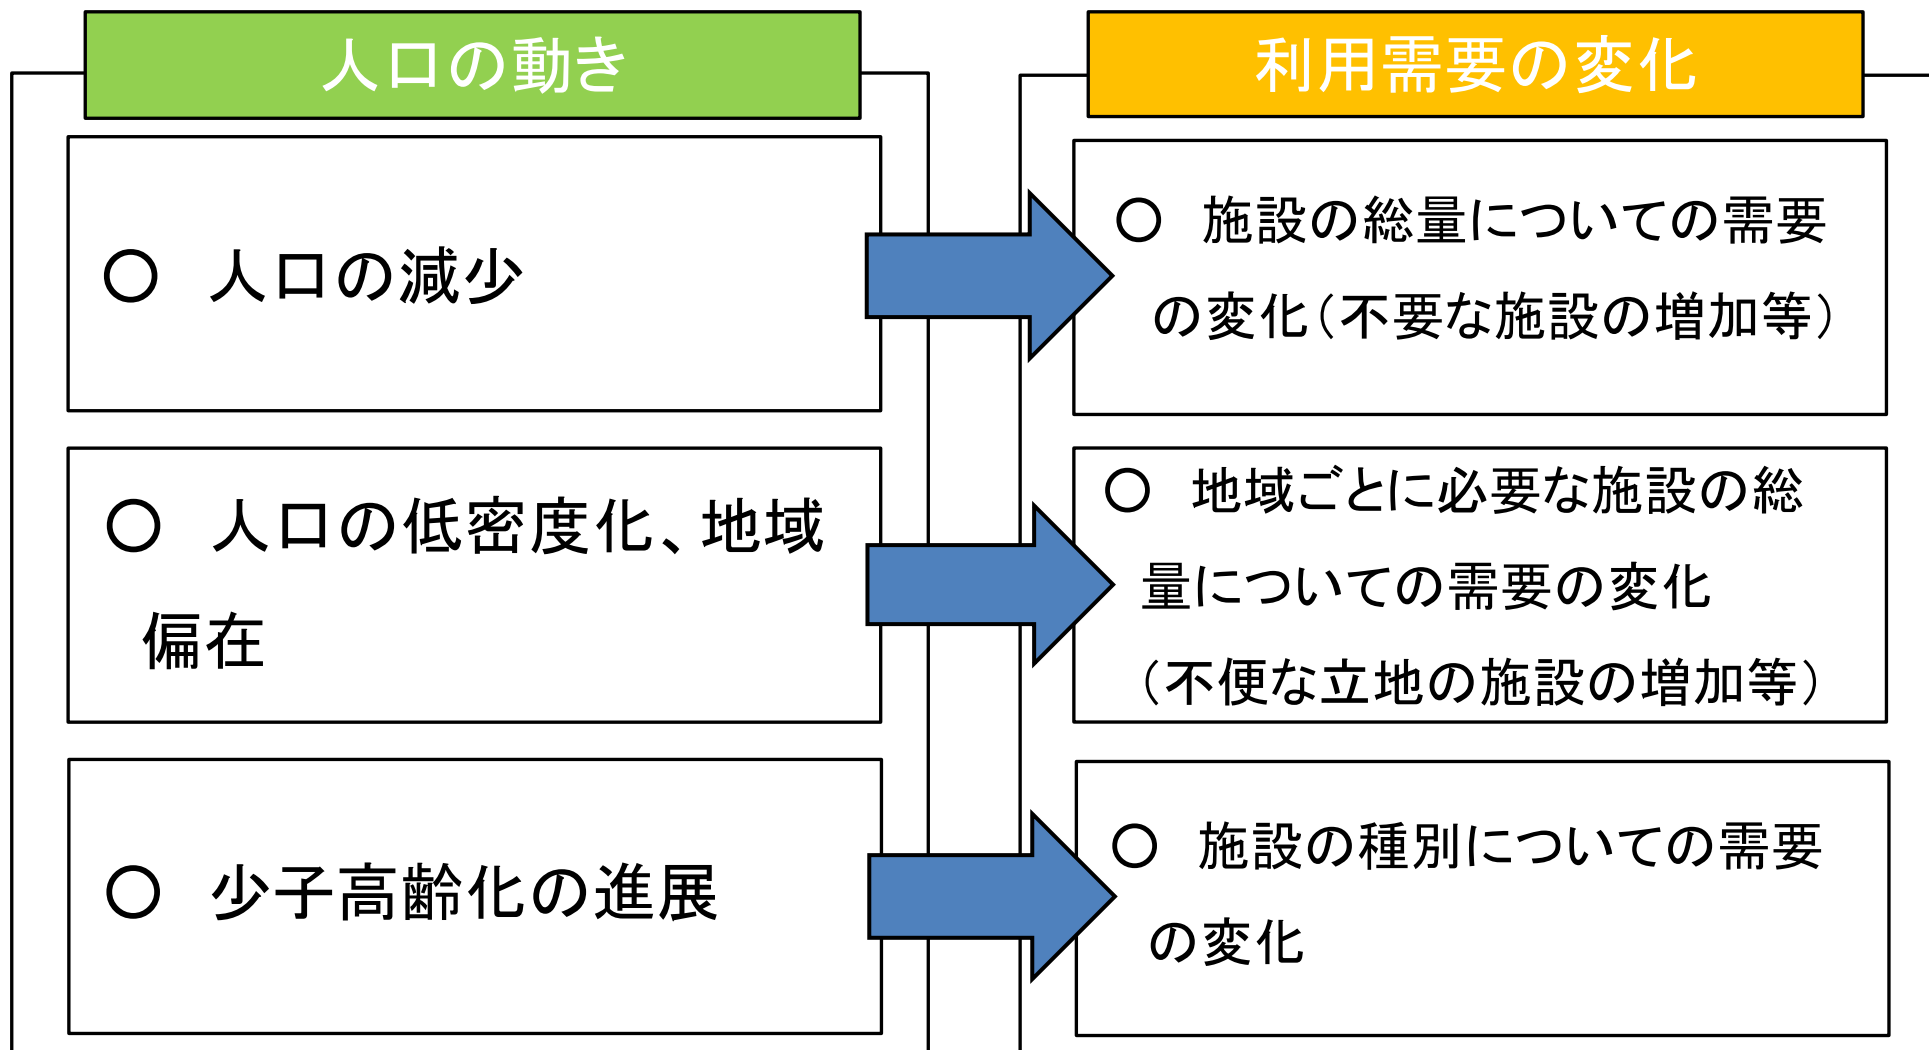 人口の動き
○　人口の減少
○　人口の低密度化、地域
偏在
○　少子高齢化の進展
利用需要の変化
○　施設の総量についての需要
の変化（不要な施設の増加等）
○　地域ごとに必要な施設の総
量についての需要の変化
（不便な立地の施設の増加等）
○　施設の種別についての需要
の変化